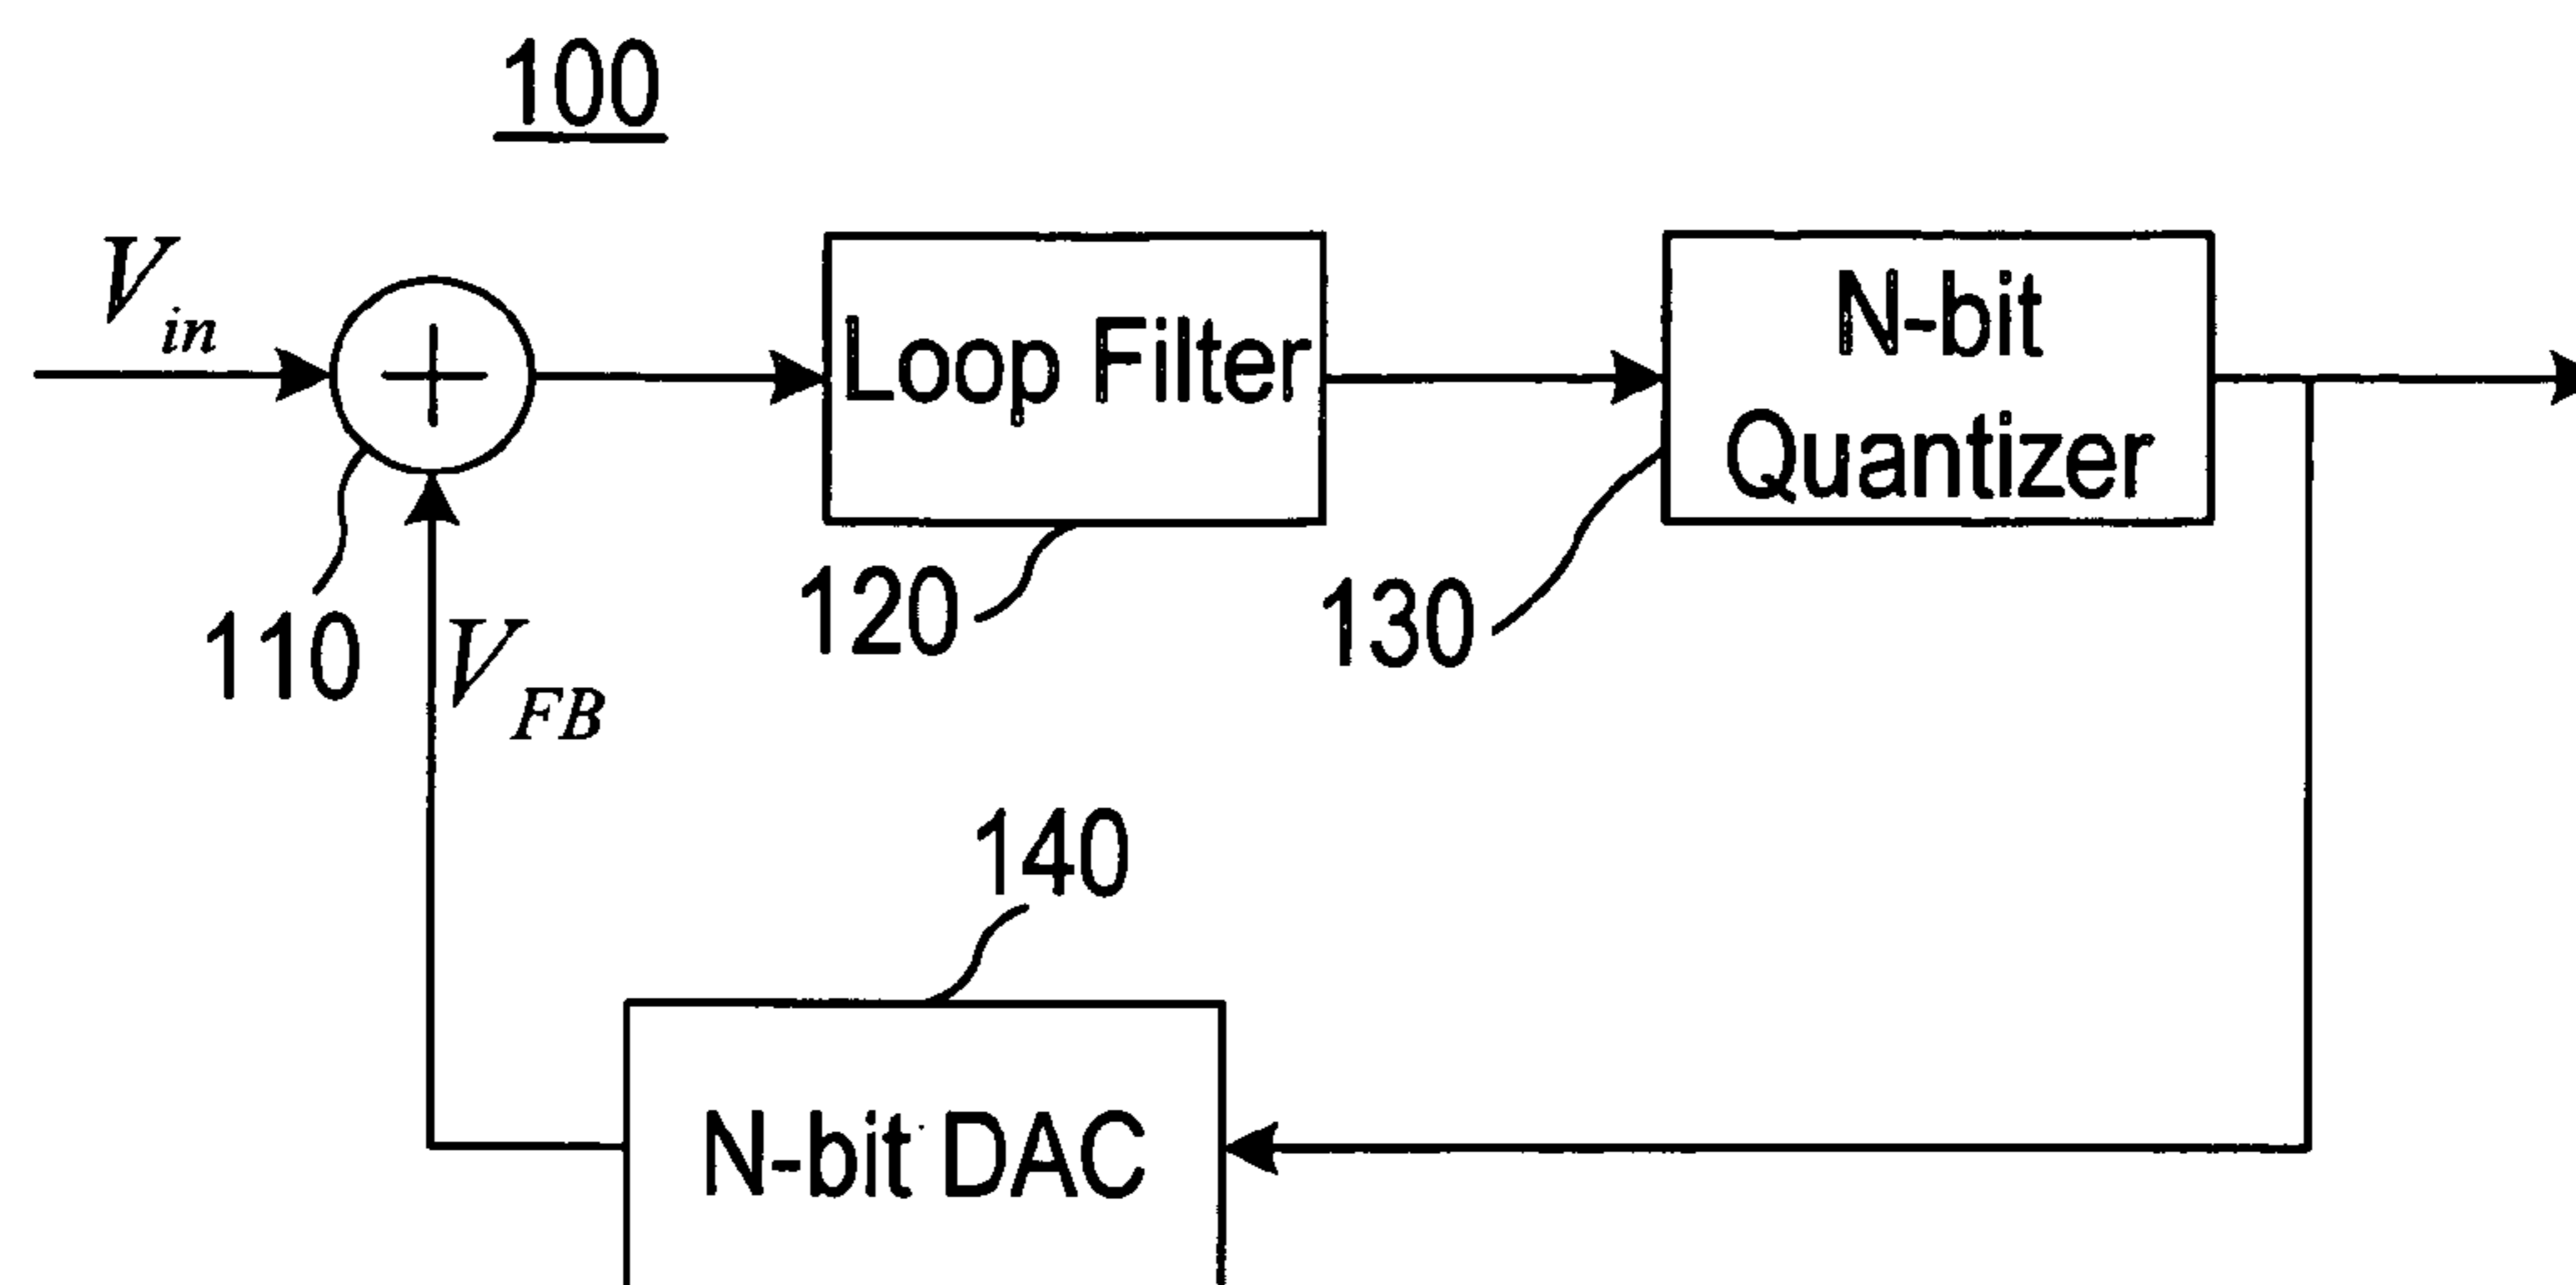 100
V in
Loop Filter
N-bit
Quantizer
110
V FB
120
130
140
N-bit DAC